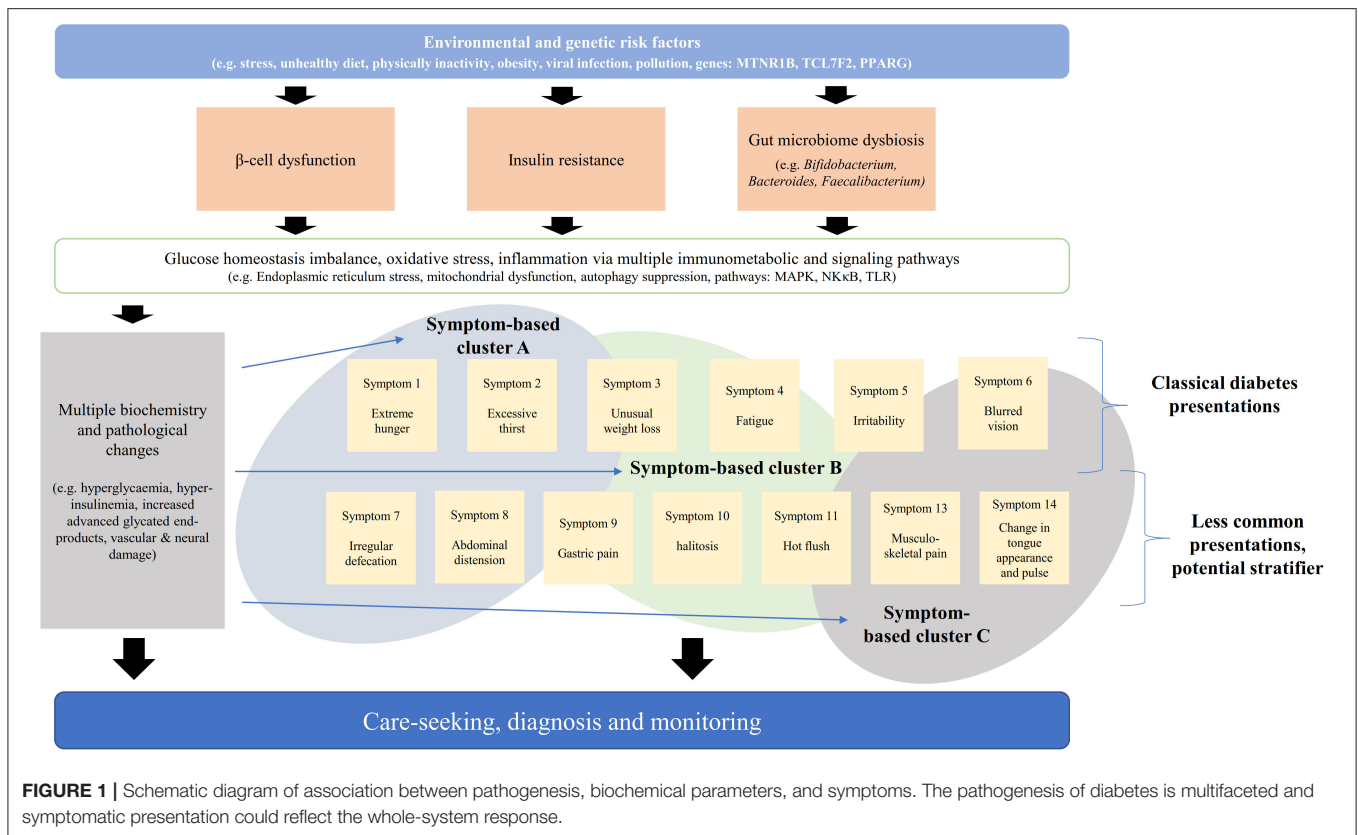 Environmental and genetic risk factors
(e.g. stress, unhealthy diet, physically inactivity, obesity, viral infection, pollution, genes: MTNR1B, TCL7F2, PPARG)
β-cell dysfunction
Insulin resistance
Gut microbiome dysbiosis
(e.g. Bifidobacterium,
Bacteroides, Faecalibacterium)
Glucose homeostasis imbalance, oxidative stress, inflammation via multiple immunometabolic and signaling pathways
(e.g. Endoplasmic reticulum stress, mitochondrial dysfunction, autophagy suppression, pathways: MAPK, NKκB, TLR)
Multiple biochemistry
and pathological
changes
(e.g. hyperglycaemia, hyper-
insulinemia, increased
advanced glycated end-
products, vascular & neural
damage)
Symptom-based
cluster A
Symptom 1
Extreme
hunger
Symptom 2
Excessive
thirst
Symptom 3
Unusual
weight loss
Symptom 4
Fatigue
Symptom 5
Irritability
Symptom 6
Blurred
vision
Classical diabetes
presentations
Symptom-based cluster B
Symptom 7
Irregular
defecation
Symptom 8
Abdominal
distension
Symptom 9
Gastric pain
Symptom 10
halitosis
Symptom 11
Hot flush
Symptom 13
Musculo-
skeletal pain
Symptom 14
Change in
tongue
appearance
and pulse
Less common
presentations,
potential stratifier
Symptom-
based cluster C
Care-seeking, diagnosis and monitoring
FIGURE 1 | Schematic diagram of association between pathogenesis, biochemical parameters, and symptoms. The pathogenesis of diabetes is multifaceted and
symptomatic presentation could reflect the whole-system response.